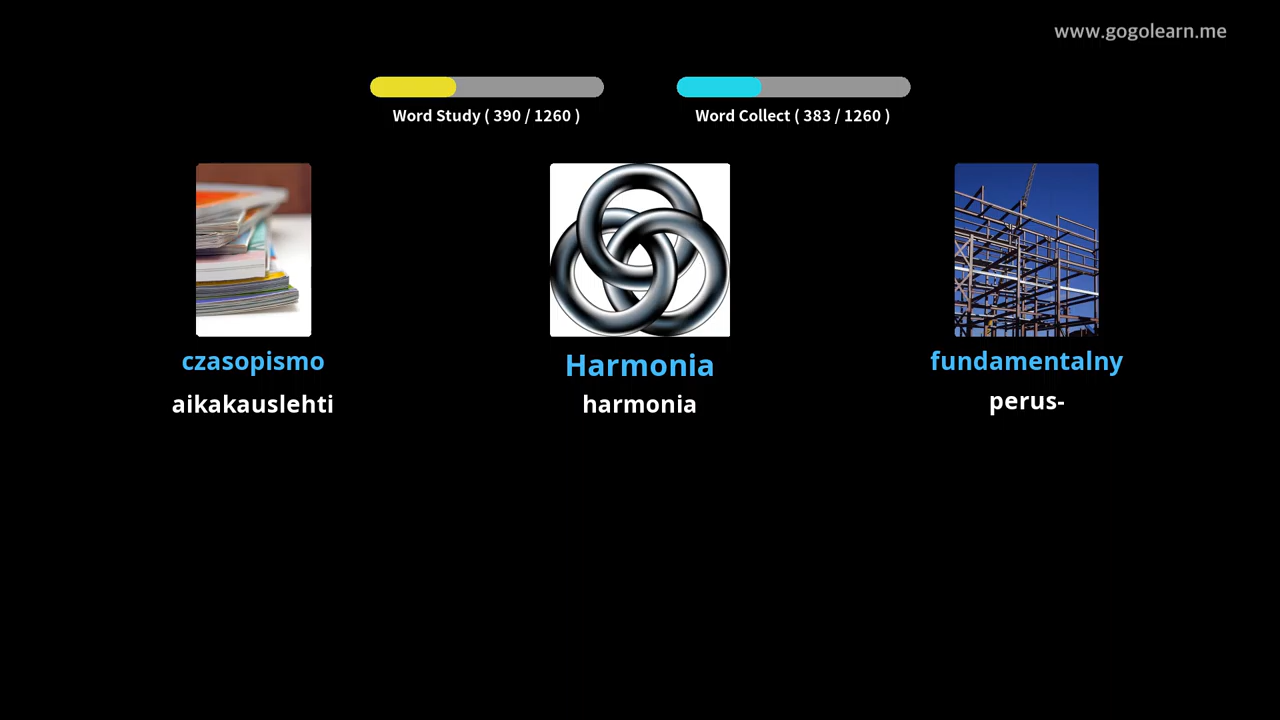 www.gogolearn.me
Word Study ( 390 / 1260 )
Word Collect ( 383 / 1260 )
czasopismo
aikakauslehti
Harmonia
harmonia
fundamentalny
perus-